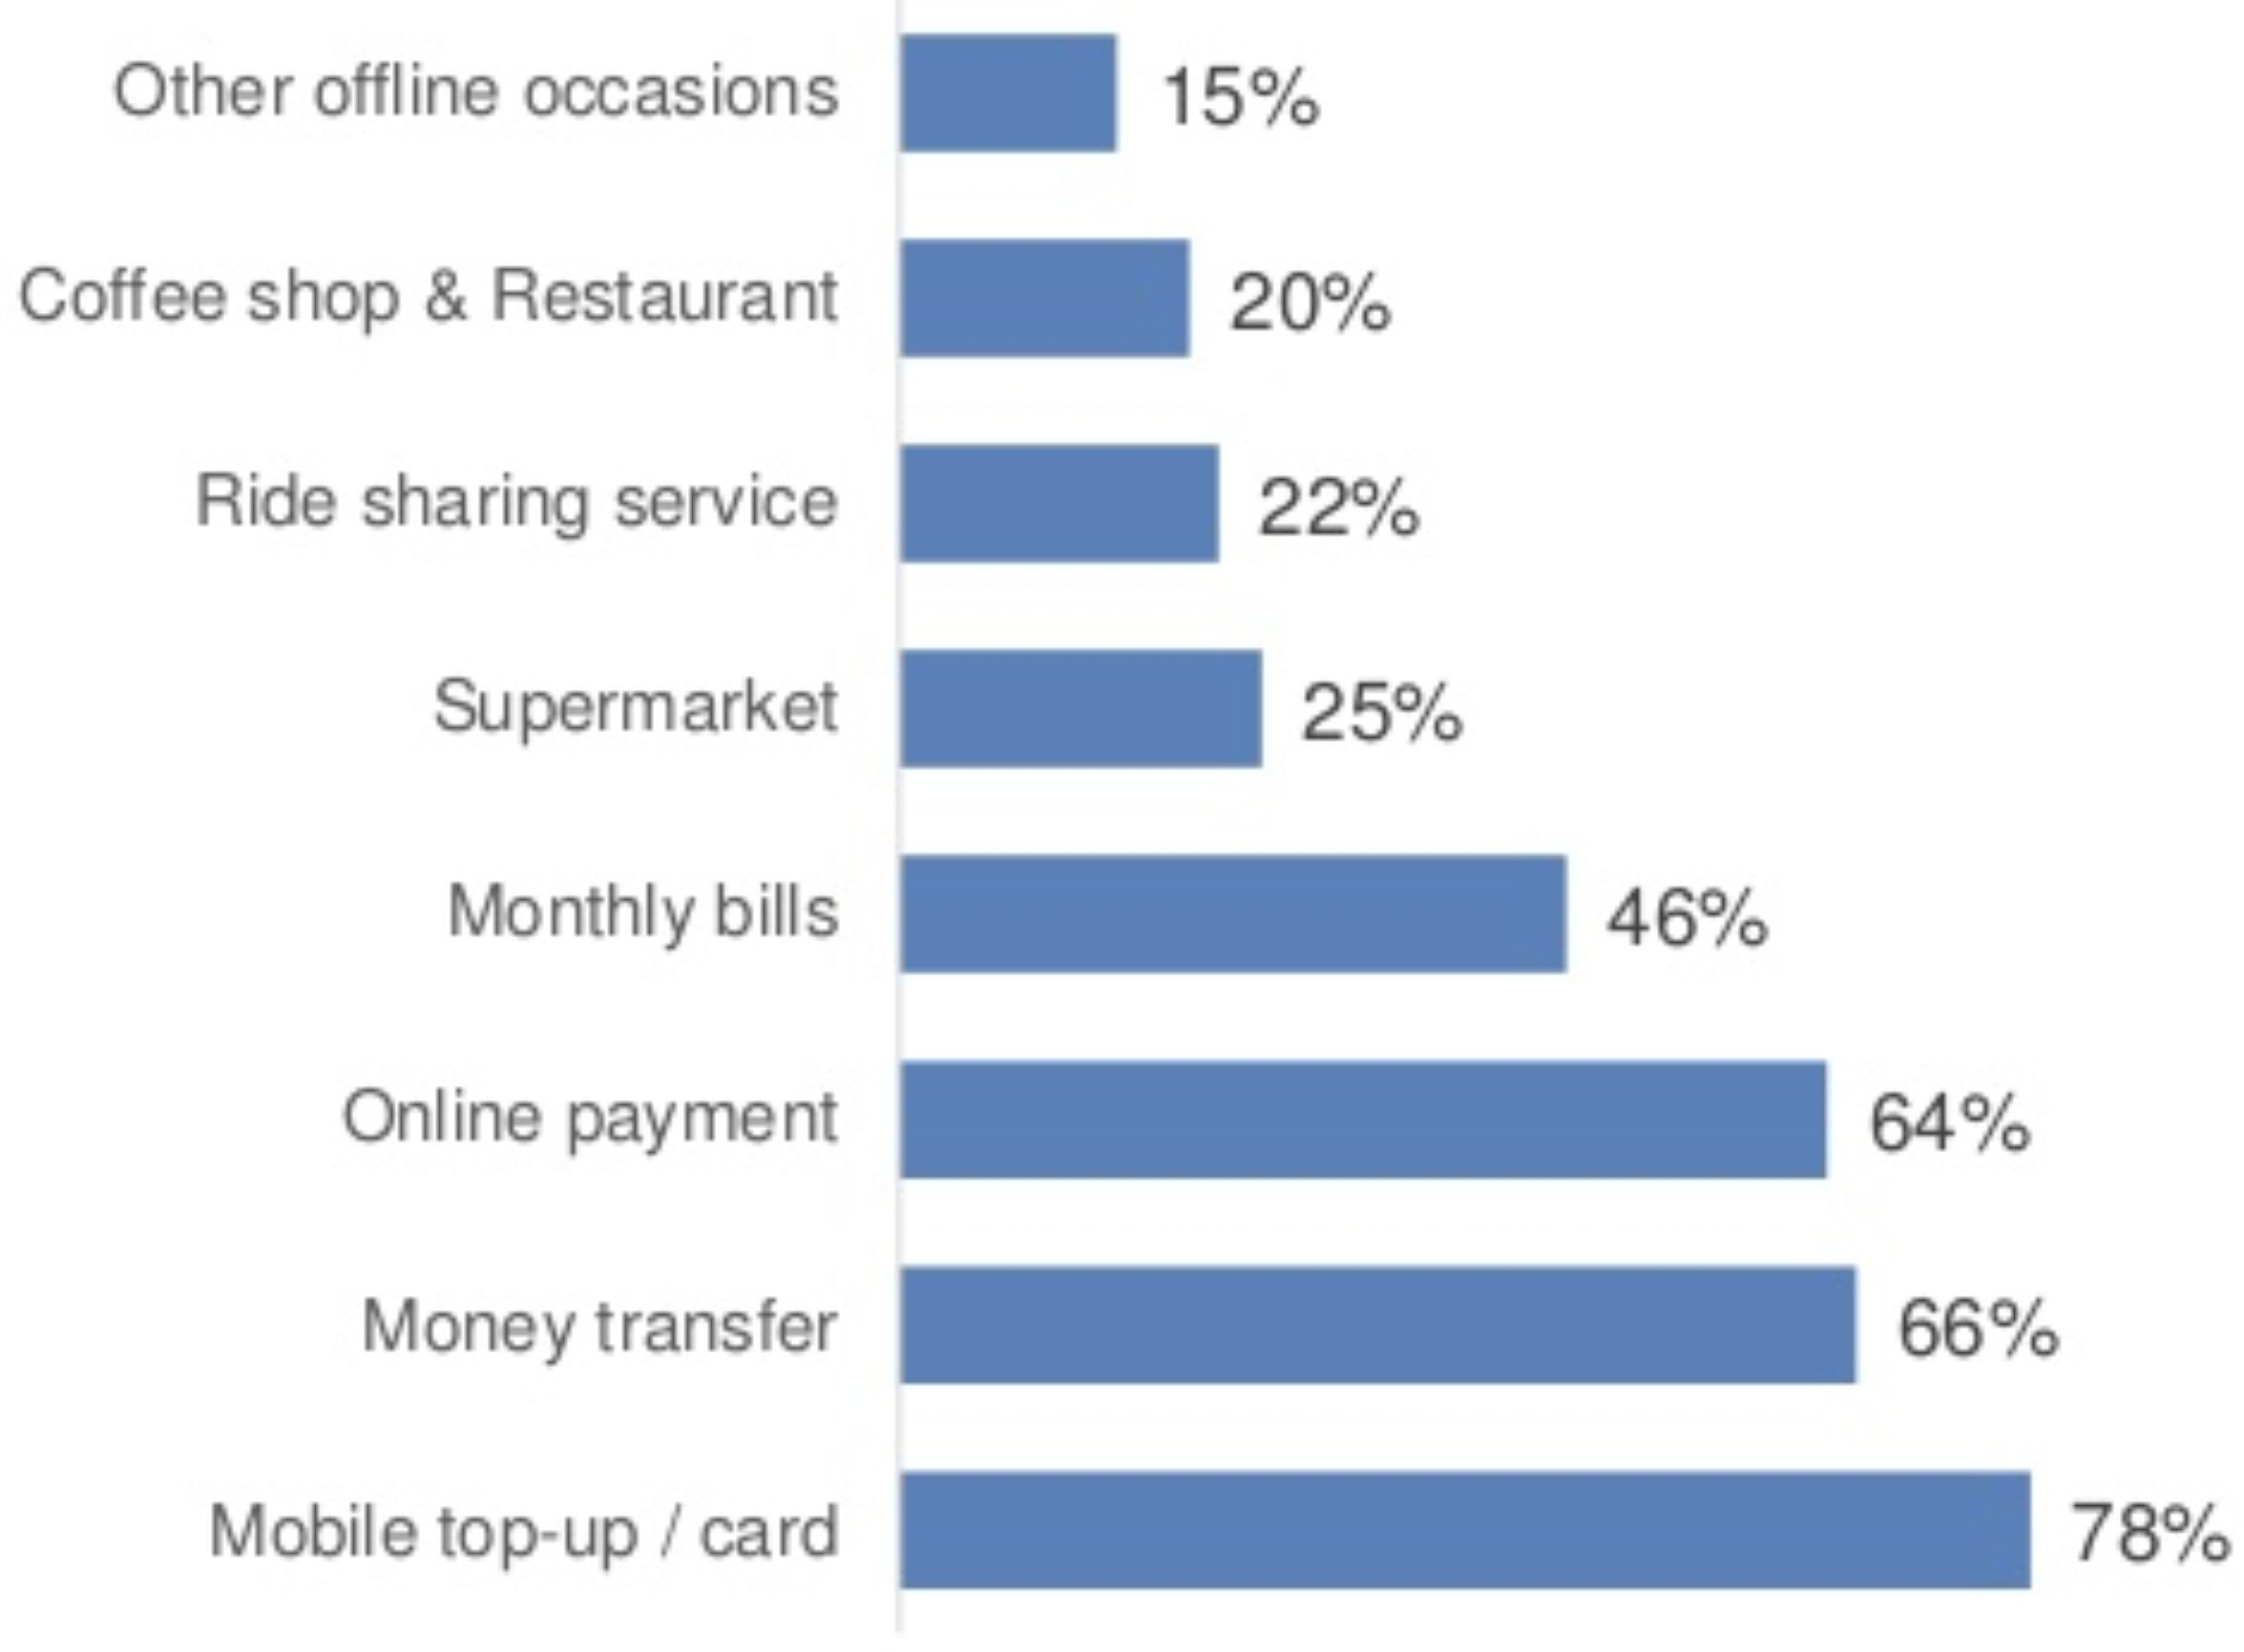 Other offline occasions 15%
Coffee shop & Restaurant 20%
Ride sharing service 22%
Supermarket 25%
Monthly bills 46%
Online payment 64%
Money transfer 66%
Mobile top-up / card 78%